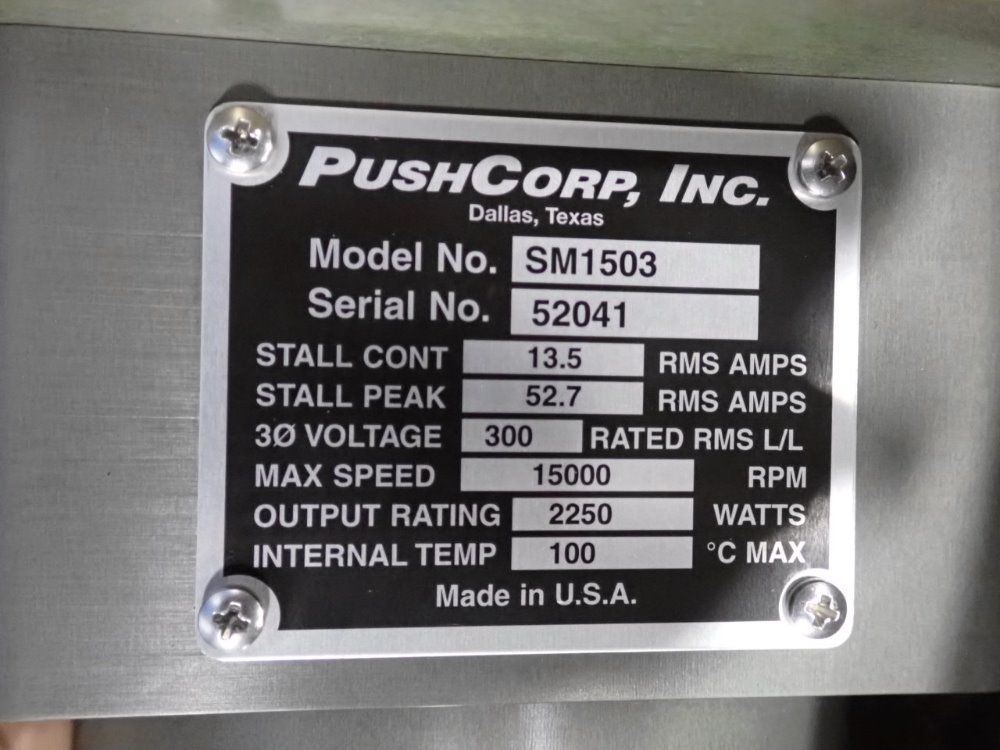 PUSHCORP, INC.
Dallas, Texas
Model No. SM1503
Serial No. 52041
STALL CONT 13.5 RMS AMPS
STALL PEAK 52.7 RMS AMPS
3Ø VOLTAGE 300 RATED RMS L/L
MAX SPEED 15000 RPM
OUTPUT RATING 2250 WATTS
INTERNAL TEMP 100 °C MAX
Made in U.S.A.